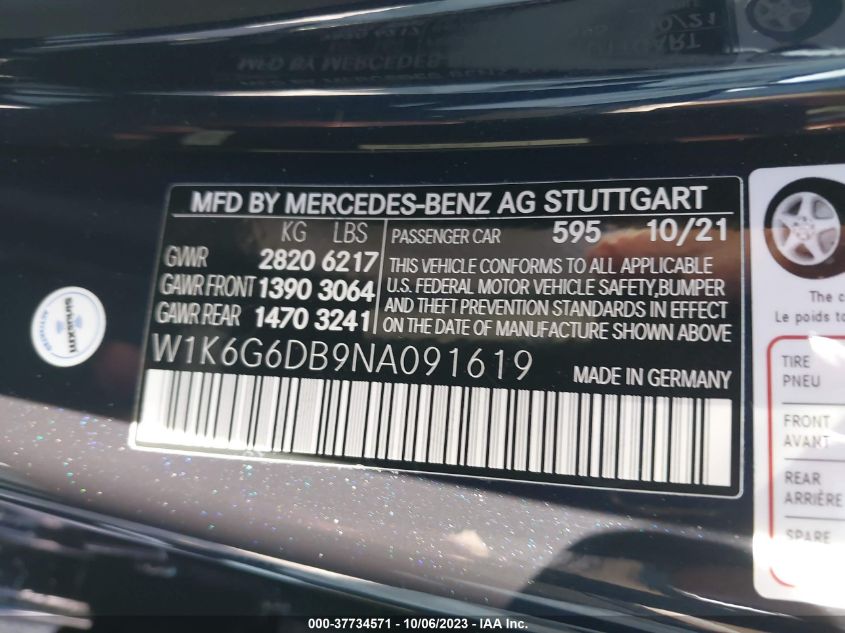 MFD BY MERCEDES-BENZ AG STUTTGART
KG LBS
GVWR 2820 6217
GAWR FRONT 1390 3064
GAWR REAR 1470 3241
PASSENGER CAR 595 10/21
THIS VEHICLE CONFORMS TO ALL APPLICABLE
U.S. FEDERAL MOTOR VEHICLE SAFETY, BUMPER
AND THEFT PREVENTION STANDARDS IN EFFECT
ON THE DATE OF MANUFACTURE SHOWN ABOVE
W1K6G6DB9NA091619
MADE IN GERMANY
siriusxm
The c
Le poids to
TIRE
PNEU
FRONT
AVANT
REAR
ARRIÈRE
SPARE
000-37734571 - 10/06/2023 - IAA Inc.